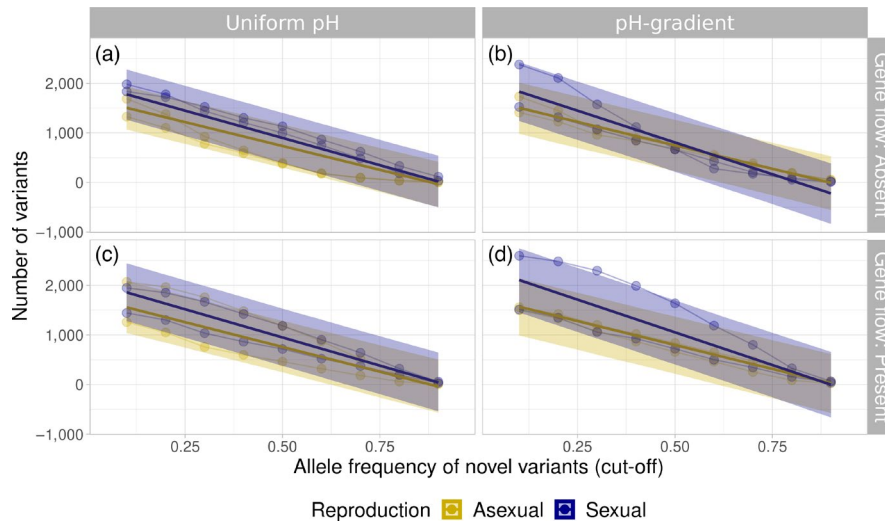 Uniform pH
pH-gradient
(a)
(b)
2,000
1,000
0
−1,000
Gene flow: Absent
(c)
(d)
2,000
1,000
0
−1,000
Gene flow: Present
Number of variants
0.25 0.50 0.75
0.25 0.50 0.75
Allele frequency of novel variants (cut-off)
Reproduction Asexual Sexual